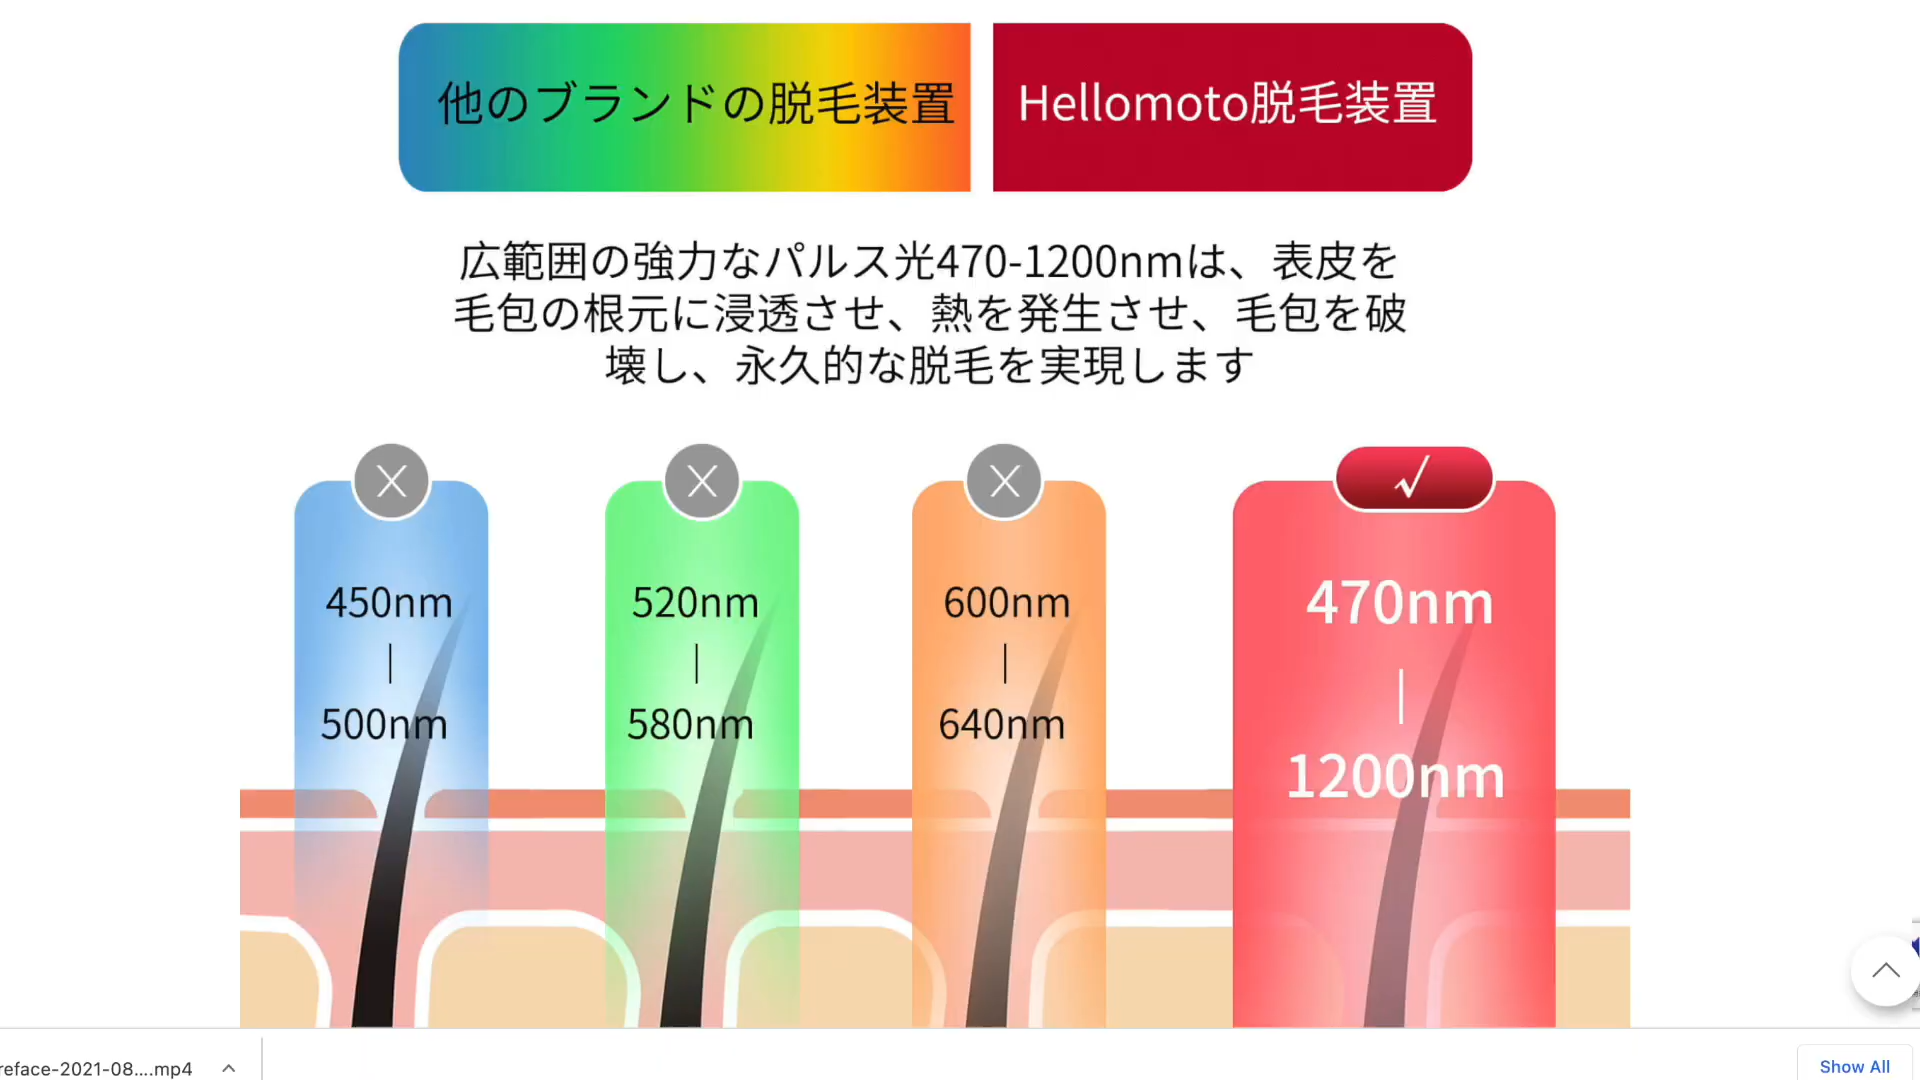 他のブランドの脱毛装置
Hellomoto脱毛装置
広範囲の強力なパルス光470-1200nmは、表皮を
毛包の根元に浸透させ、熱を発生させ、毛包を破
壊し、永久的な脱毛を実現します
X
X
X
√
450nm
|
500nm
520nm
|
580nm
600nm
|
640nm
470nm
|
1200nm
reface-2021-08....mp4
Show All